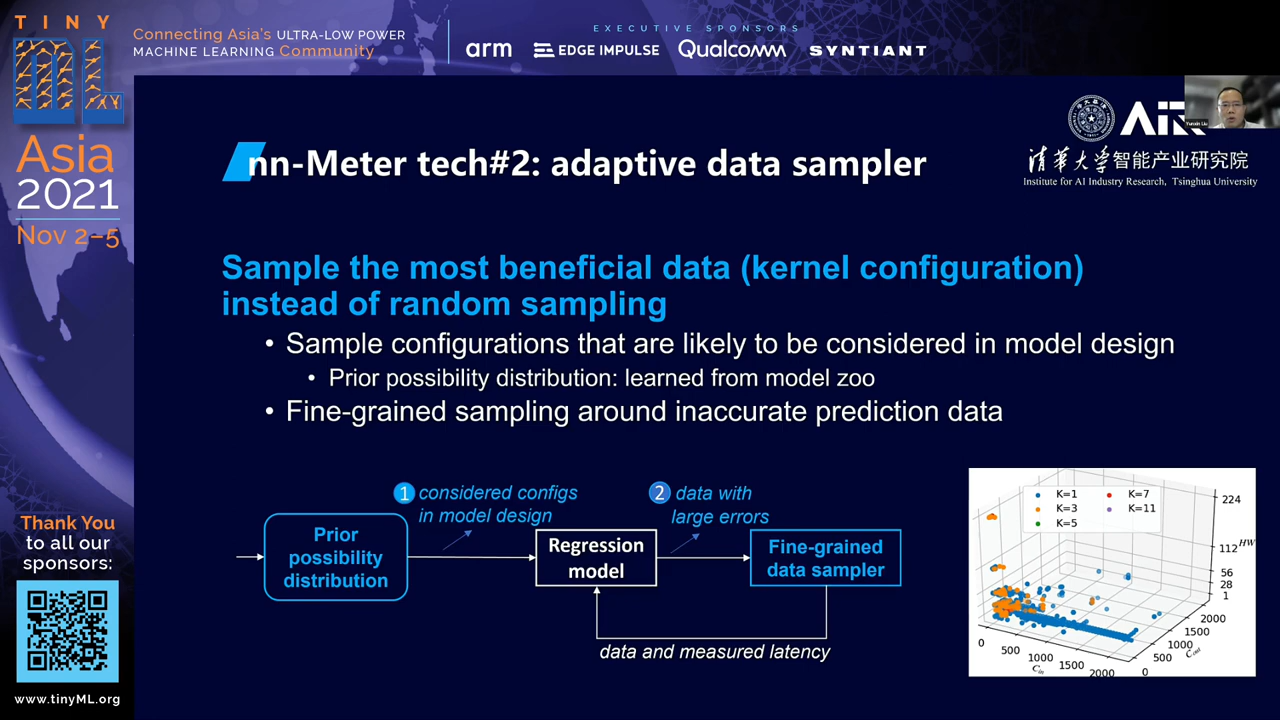 TINY
ML
Asia
2021
Nov 2–5
Connecting Asia's ULTRA-LOW POWER
MACHINE LEARNING Community
EXECUTIVE SPONSORS
arm
EDGE IMPULSE
Qualcomm
SYNTIANT
Yunxin Liu
AIR
清华大学智能产业研究院
Institute for AI Industry Research, Tsinghua University
nn-Meter tech#2: adaptive data sampler
Sample the most beneficial data (kernel configuration)
instead of random sampling
• Sample configurations that are likely to be considered in model design
• Prior possibility distribution: learned from model zoo
• Fine-grained sampling around inaccurate prediction data
1 considered configs
in model design
2 data with
large errors
Prior
possibility
distribution
Regression
model
Fine-grained
data sampler
data and measured latency
K=1
K=3
K=5
K=7
K=11
224
112
56
28
1
HW
0
500
1000
1500
2000
Cin
0
500
1000
1500
2000
Cout
Thank You
to all our
sponsors:
www.tinyML.org